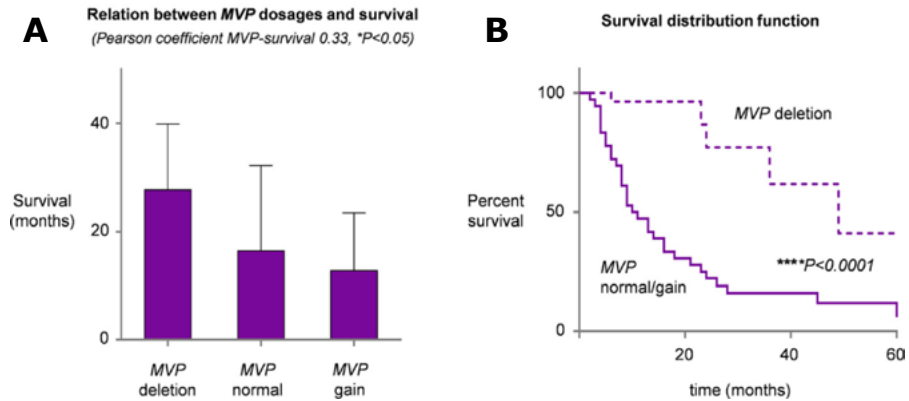 A
Relation between MVP dosages and survival
(Pearson coefficient MVP-survival 0.33, *P<0.05)
40
20
0
Survival
(months)
MVP
deletion
MVP
normal
MVP
gain
B
Survival distribution function
100
50
0
Percent
survival
MVP deletion
****P<0.0001
MVP
normal/gain
20
40
60
time (months)